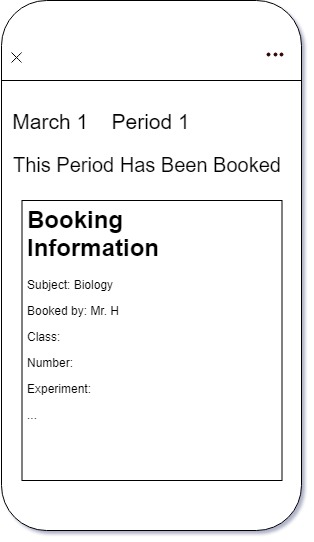 March 1 Period 1
This Period Has Been Booked
Booking
Information
Subject: Biology
Booked by: Mr. H
Class:
Number:
Experiment:
...